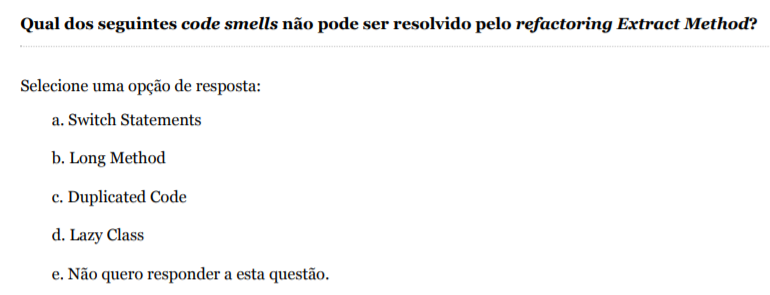 Qual dos seguintes code smells não pode ser resolvido pelo refactoring Extract Method?
Selecione uma opção de resposta:
a. Switch Statements
b. Long Method
c. Duplicated Code
d. Lazy Class
e. Não quero responder a esta questão.